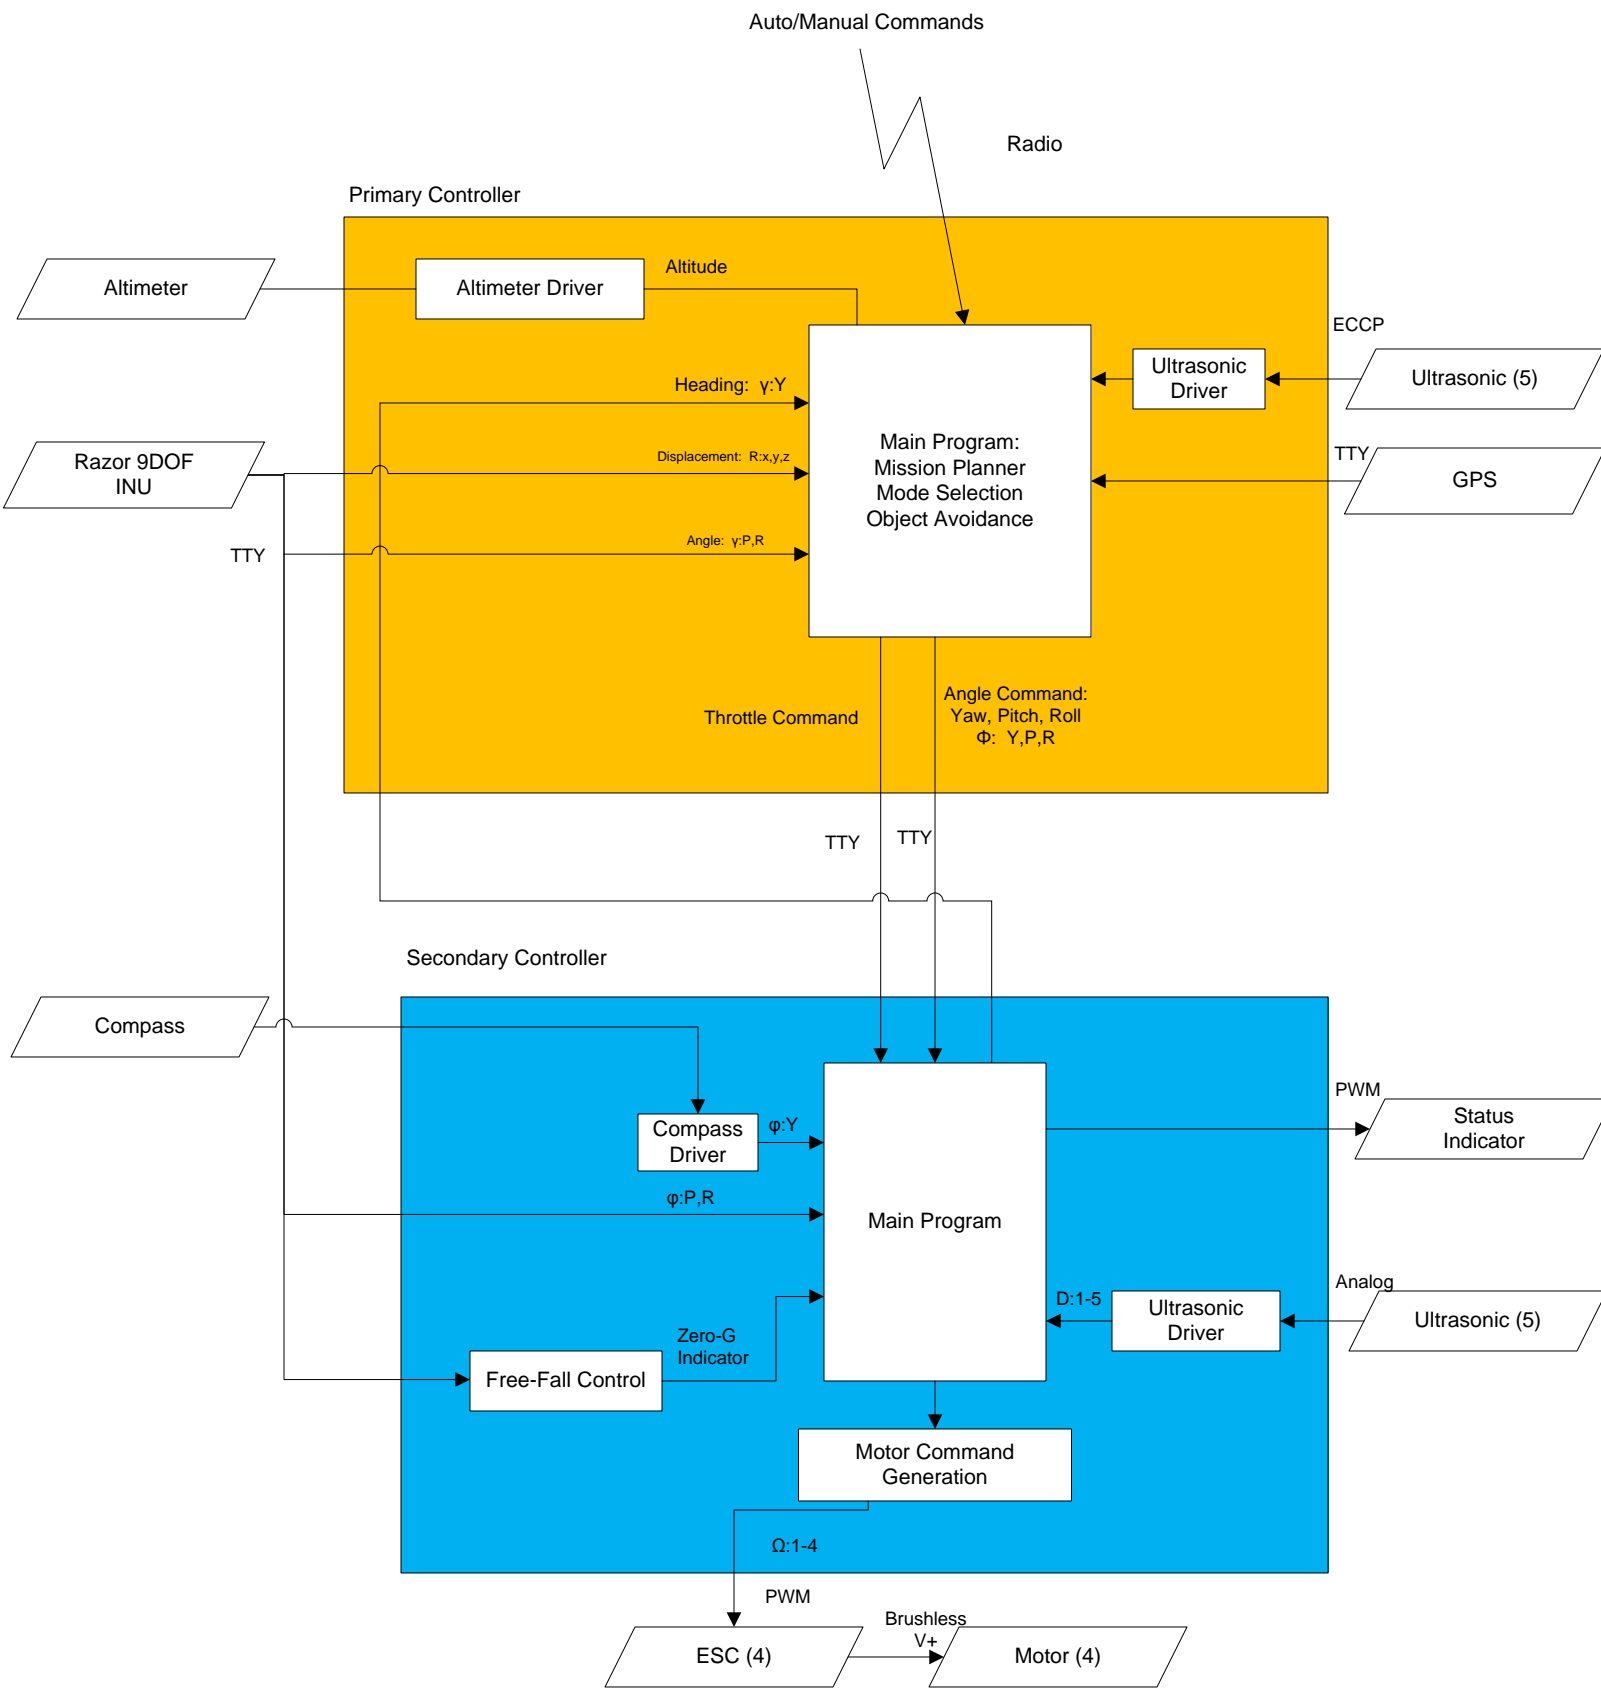 Auto/Manual Commands
Radio
Primary Controller
Altimeter
Altimeter Driver
Altitude
ECCP
Ultrasonic
Driver
Ultrasonic (5)
Heading:  γ:Y
Razor 9DOF
INU
Displacement:  R:x,y,z
Main Program:
Mission Planner
Mode Selection
Object Avoidance
TTY
GPS
TTY
Angle:  γ:P,R
Throttle Command
Angle Command:
Yaw, Pitch, Roll
Φ:  Y,P,R
TTY
TTY
Secondary Controller
Compass
Compass
Driver
φ:Y
PWM
Status
Indicator
φ:P,R
Main Program
Analog
Ultrasonic (5)
D:1-5
Ultrasonic
Driver
Zero-G
Indicator
Free-Fall Control
Motor Command
Generation
Ω:1-4
PWM
Brushless
V+
ESC (4)
Motor (4)